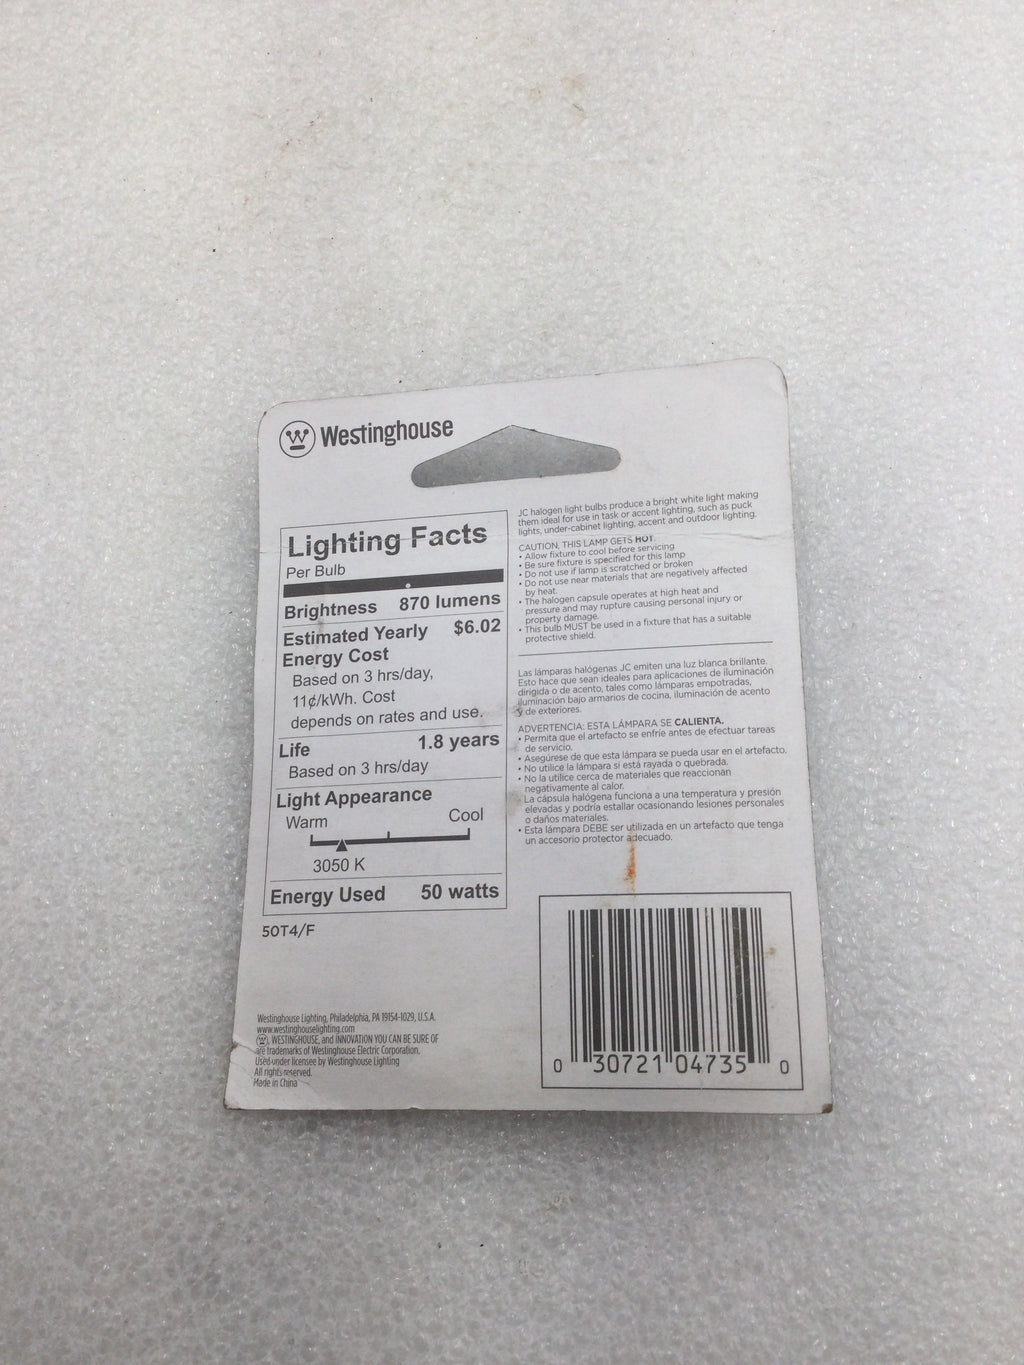 Westinghouse
Lighting Facts
Per Bulb
Brightness 870 lumens
Estimated Yearly $6.02
Energy Cost
Based on 3 hrs/day,
11¢/kWh. Cost
depends on rates and use.
Life 1.8 years
Based on 3 hrs/day
Light Appearance
Warm Cool
3050 K
Energy Used 50 watts
50T4/F
Westinghouse Lighting, Philadelphia, PA 19154-1029, U.S.A.
www.westinghouselighting.com
W, WESTINGHOUSE, and INNOVATION YOU CAN BE SURE OF
are trademarks of Westinghouse Electric Corporation.
Used under licensee by Westinghouse Lighting
All rights reserved.
Made in China
JC halogen light bulbs produce a bright white light making
them ideal for use in task or accent lighting, such as puck
lights, under-cabinet lighting, accent and outdoor lighting.
CAUTION, THIS LAMP GETS HOT.
• Allow fixture to cool before servicing
• Be sure fixture is specified for this lamp
• Do not use if lamp is scratched or broken
• Do not use near materials that are negatively affected
by heat.
• The halogen capsule operates at high heat and
pressure and may rupture causing personal injury or
property damage.
• This bulb MUST be used in a fixture that has a suitable
protective shield.
Las lámparas halógenas JC emiten una luz blanca brillante.
Esto hace que sean ideales para aplicaciones de iluminación
dirigida o de acento, tales como lámparas empotradas,
iluminación bajo armarios de cocina, iluminación de acento
y de exteriores.
ADVERTENCIA: ESTA LÁMPARA SE CALIENTA.
• Permita que el artefacto se enfríe antes de efectuar tareas
de servicio.
• Asegúrese de que esta lámpara se pueda usar en el artefacto.
• No utilice la lámpara si está rayada o quebrada.
• No la utilice cerca de materiales que reaccionan
negativamente al calor.
La cápsula halógena funciona a una temperatura y presión
elevadas y podría estallar ocasionando lesiones personales
o daños materiales.
• Esta lámpara DEBE ser utilizada en un artefacto que tenga
un accesorio protector adecuado.
0 30721 04735 0